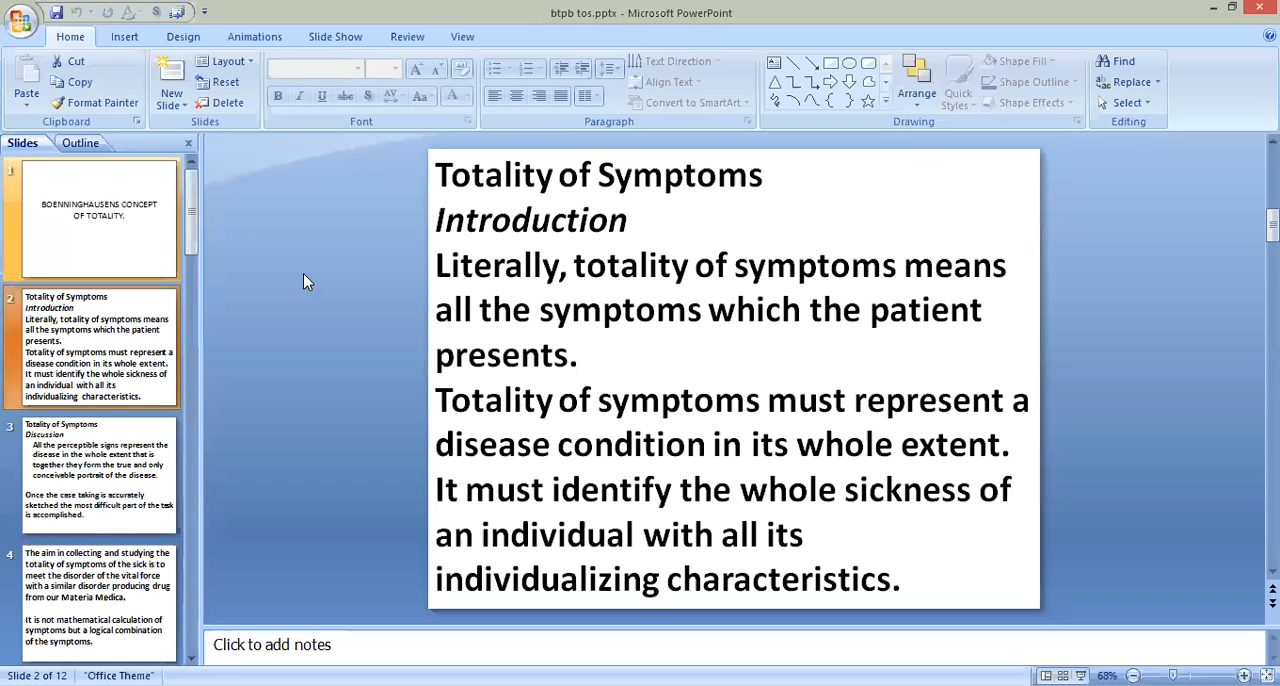 btpb tos.pptx - Microsoft PowerPoint
Home Insert Design Animations Slide Show Review View
Cut
Copy
Format Painter
Paste
Clipboard
New Slide
Layout
Reset
Delete
Slides
B I U abc S AV Aa A
Font
Text Direction
Align Text
Convert to SmartArt
Paragraph
Arrange
Quick Styles
Shape Fill
Shape Outline
Shape Effects
Drawing
Find
Replace
Select
Editing
Slides Outline
1
BOENNINGHAUSENS CONCEPT
OF TOTALITY.
2
Totality of Symptoms
Introduction
Literally, totality of symptoms means
all the symptoms which the patient
presents.
Totality of symptoms must represent a
disease condition in its whole extent.
It must identify the whole sickness of
an individual with all its
individualizing characteristics.
3
Totality of Symptoms
Discussion
All the perceptible signs represent the
disease in the whole extent that is
together they form the true and only
conceivable portrait of the disease.
Once the case taking is accurately
sketched the most difficult part of the task
is accomplished.
4
The aim in collecting and studying the
totality of symptoms of the sick is to
meet the disorder of the vital force
with a similar disorder producing drug
from our Materia Medica.
It is not mathematical calculation of
symptoms but a logical combination
of the symptoms.
Totality of Symptoms
Introduction
Literally, totality of symptoms means
all the symptoms which the patient
presents.
Totality of symptoms must represent a
disease condition in its whole extent.
It must identify the whole sickness of
an individual with all its
individualizing characteristics.
Click to add notes
Slide 2 of 12 "Office Theme" 68%